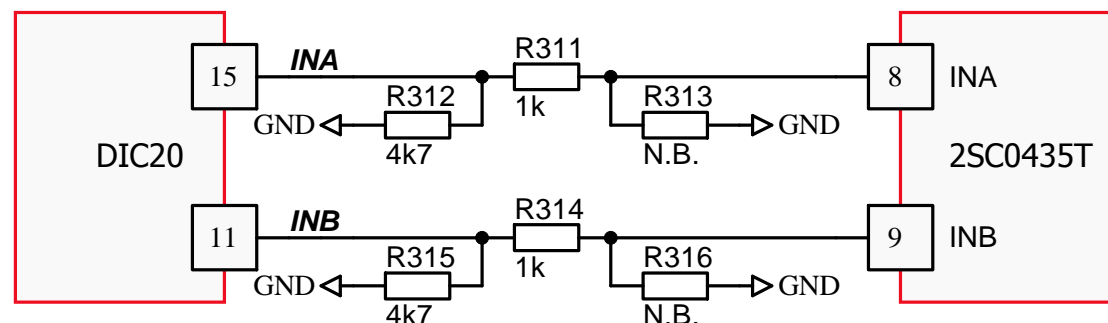 R311
15 INA 8 INA
R312 R313
GND 1k GND
DIC20 4k7 N.B. 2SC0435T
R314
11 INB 9 INB
R315 R316
GND 1k GND
4k7 N.B.